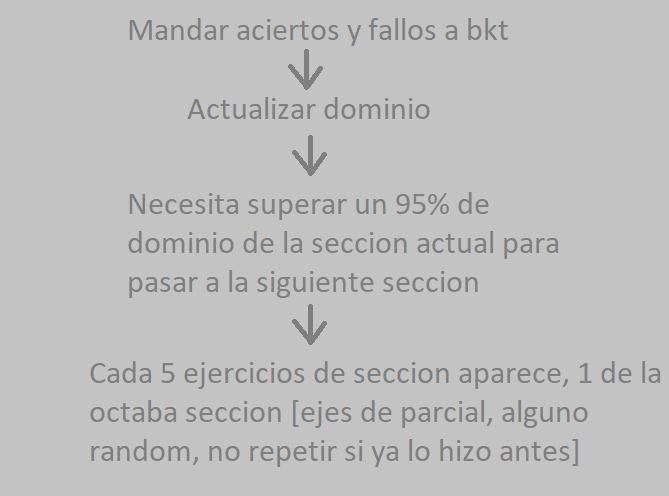 Mandar aciertos y fallos a bkt
Actualizar dominio
Necesita superar un 95% de
dominio de la seccion actual para
pasar a la siguiente seccion
Cada 5 ejercicios de seccion aparece, 1 de la
octaba seccion [ejes de parcial, alguno
random, no repetir si ya lo hizo antes]